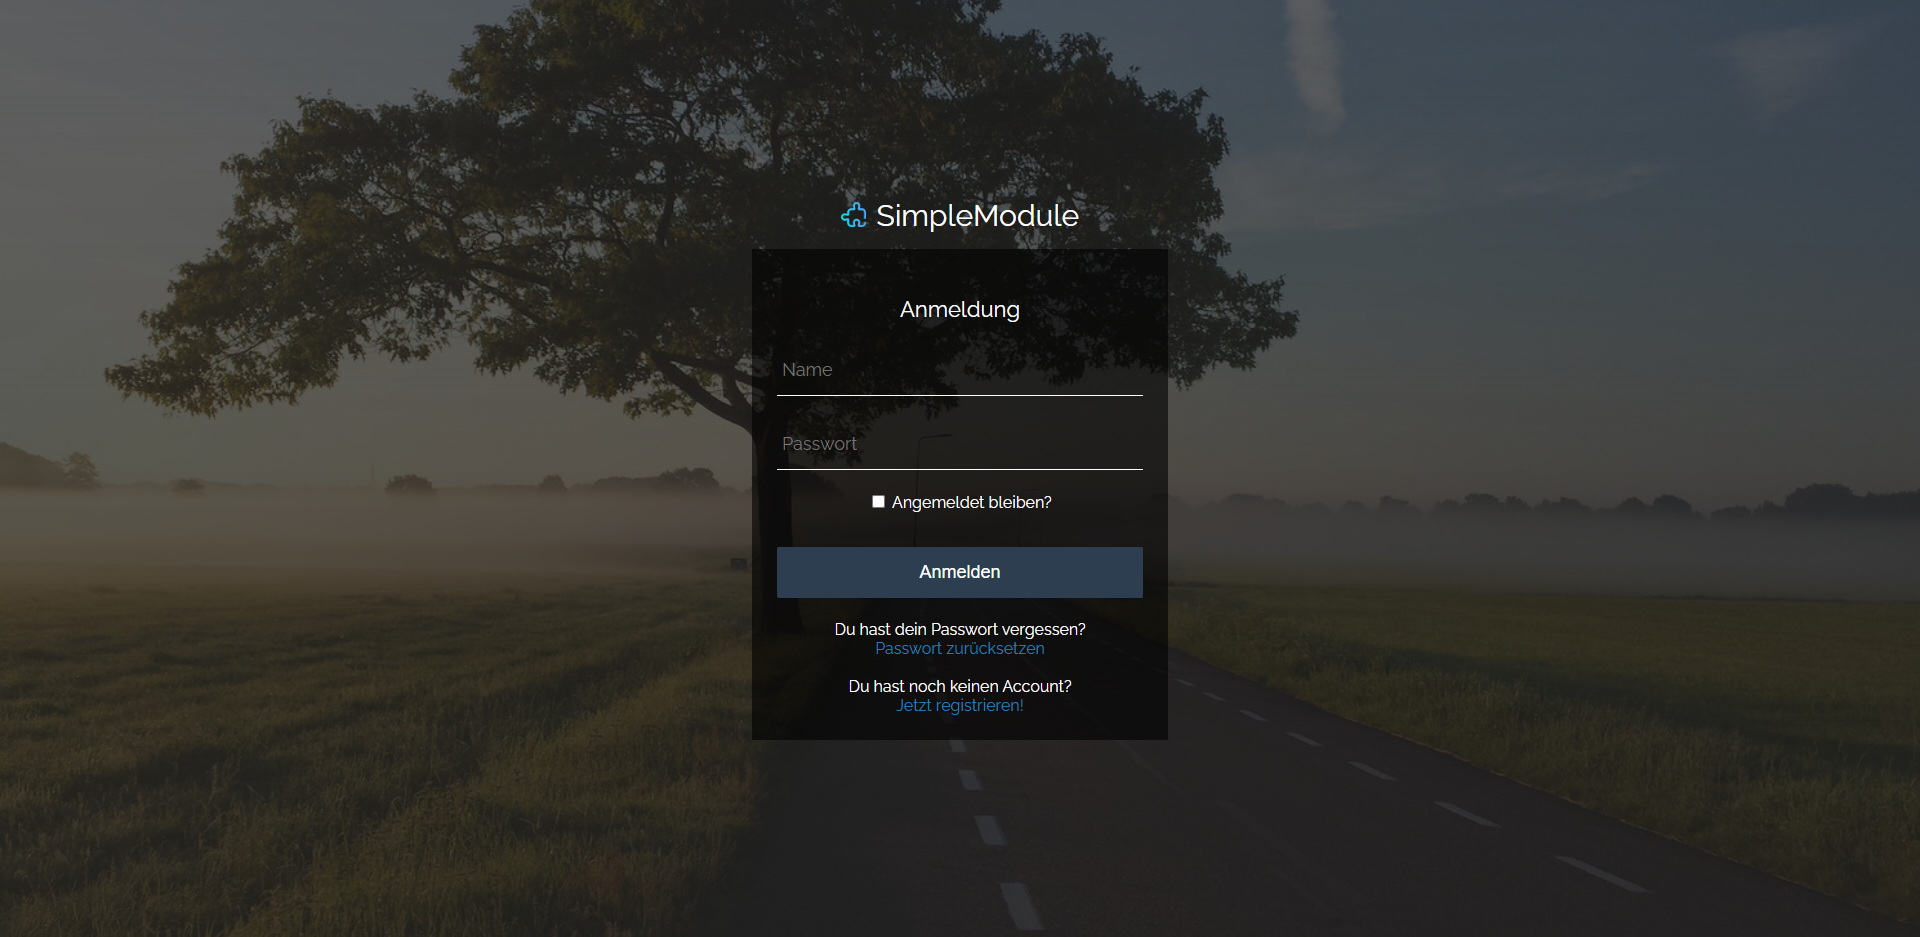 SimpleModule
Anmeldung
Name
Passwort
Angemeldet bleiben?
Anmelden
Du hast dein Passwort vergessen?
Passwort zurücksetzen
Du hast noch keinen Account?
Jetzt registrieren!